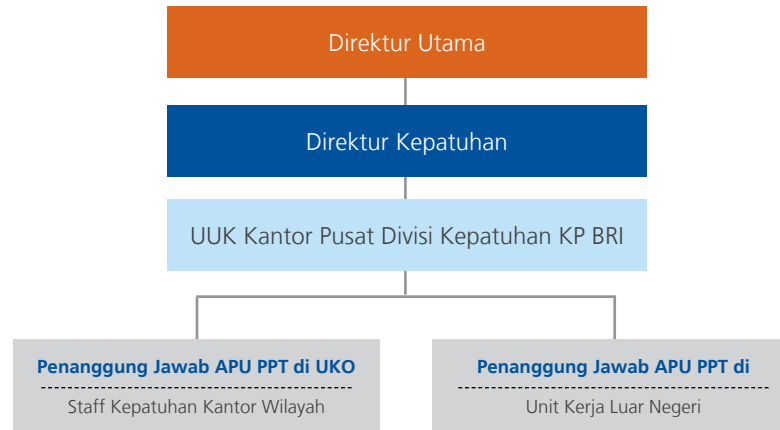 Direktur Utama
Direktur Kepatuhan
UUK Kantor Pusat Divisi Kepatuhan KP BRI
Penanggung Jawab APU PPT di UKO
Staff Kepatuhan Kantor Wilayah
Penanggung Jawab APU PPT di
Unit Kerja Luar Negeri